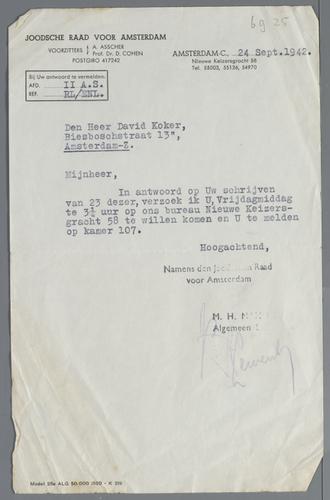 bg 25
JOODSCHE RAAD VOOR AMSTERDAM
VOORZITTERS A. ASSCHER
Prof. Dr. D. COHEN
POSTGIRO 417242
AMSTERDAM-C., 24 Sept. 1942.
Nieuwe Keizersgracht 58
Tel. 55003, 55136, 54970
Bij Uw antwoord te vermelden:
AFD. II A.S.
REF. RL/ENL.
Den Heer David Koker,
Biesboschstraat 13",
Amsterdam-Z.
Mijnheer,
In antwoord op Uw schrijven
van 23 dezer, verzoek ik U, Vrijdagmiddag
te 3½ uur op ons bureau Nieuwe Keizers-
gracht 58 te willen komen en U te melden
op kamer 107.
Hoogachtend,
Namens den Raad
voor Amsterdam
M. H.
Algemeen